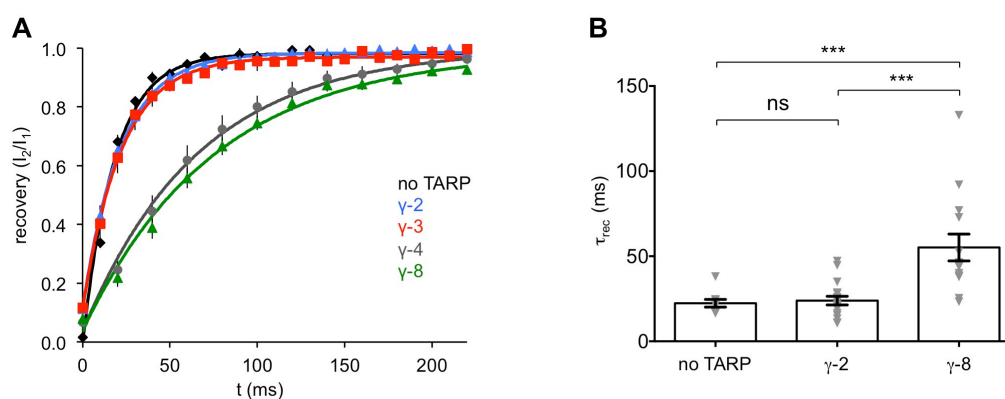 A
recovery (I2/I1)
1.0
0.8
0.6
0.4
0.2
0.0
0
50
100
150
200
t (ms)
no TARP
γ-2
γ-3
γ-4
γ-8
B
τrec (ms)
150
100
50
0
***
***
ns
no TARP
γ-2
γ-8